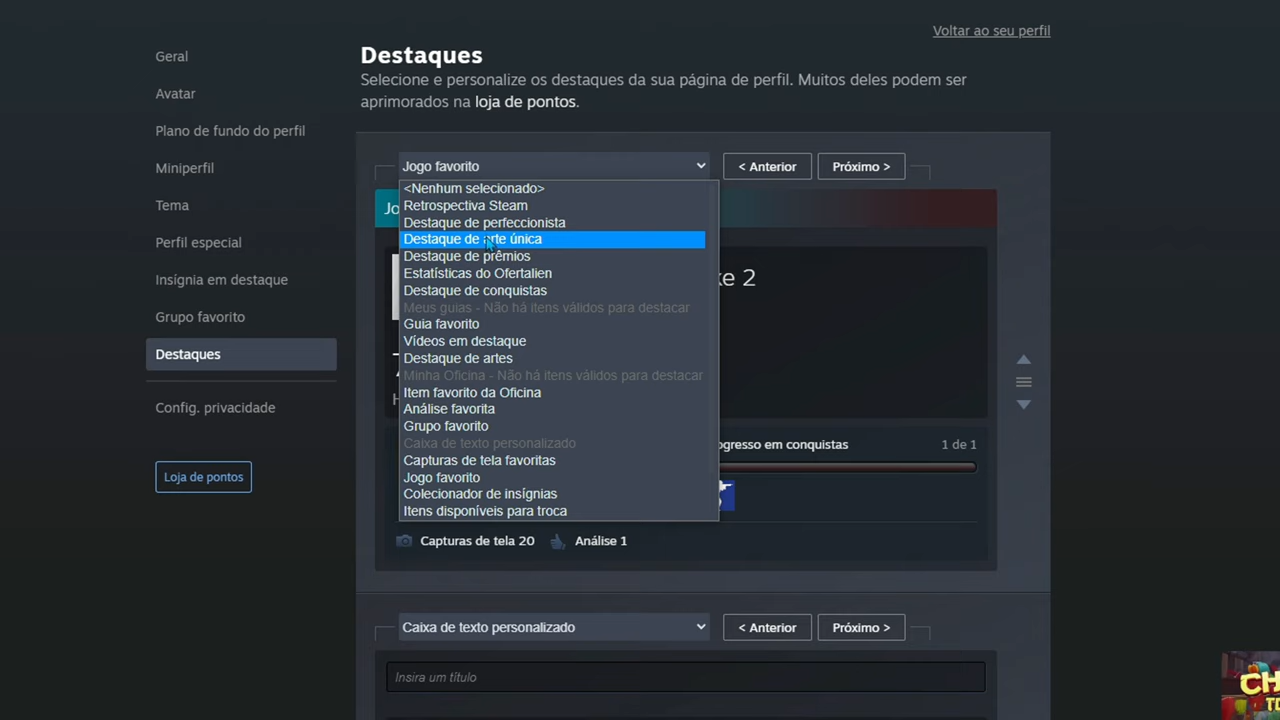 Voltar ao seu perfil
Geral
Avatar
Plano de fundo do perfil
Miniperfil
Tema
Perfil especial
Insígnia em destaque
Grupo favorito
Destaques
Config. privacidade
Loja de pontos
Destaques
Selecione e personalize os destaques da sua página de perfil. Muitos deles podem ser
aprimorados na loja de pontos.
Jogo favorito
< Anterior
Próximo >
Jo
<Nenhum selecionado>
Retrospectiva Steam
Destaque de perfeccionista
Destaque de arte única
Destaque de prêmios
Estatísticas do Ofertalien
Destaque de conquistas
Meus guias - Não há itens válidos para destacar
Guia favorito
Vídeos em destaque
Destaque de artes
Minha Oficina - Não há itens válidos para destacar
Item favorito da Oficina
Análise favorita
Grupo favorito
Caixa de texto personalizado
Capturas de tela favoritas
Jogo favorito
Colecionador de insígnias
Itens disponíveis para troca
ke 2
ogresso em conquistas
1 de 1
Capturas de tela 20
Análise 1
Caixa de texto personalizado
< Anterior
Próximo >
Insira um título
CH